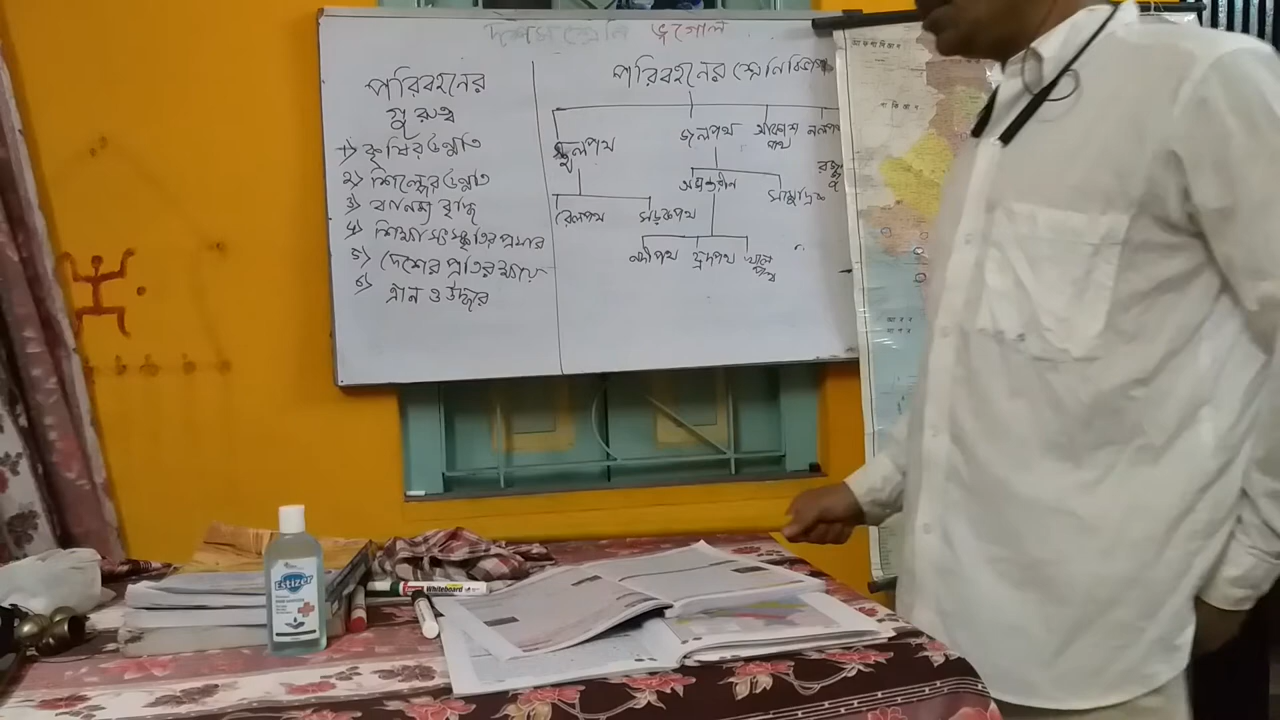 দশম শ্রেনি ভূগোল
পরিবহনের
গুরুত্ব
১) কৃষির উন্নতি
২) শিল্পের উন্নতি
৩) বানিজ্য বৃদ্ধি
৪) শিক্ষা সংস্কৃতির প্রসার
৫) দেশের প্রতিরক্ষায়
৬) ত্রান ও উদ্ধার
পরিবহনের শ্রেনিবিভাগ
স্থলপথ
জলপথ
আকাশ
পথ
নলপথ
রেলপথ
সড়কপথ
অভ্যন্তরীন
সামুদ্রিক
নদীপথ
হ্রদপথ
খাল
পথ
Estizer
Whiteboard